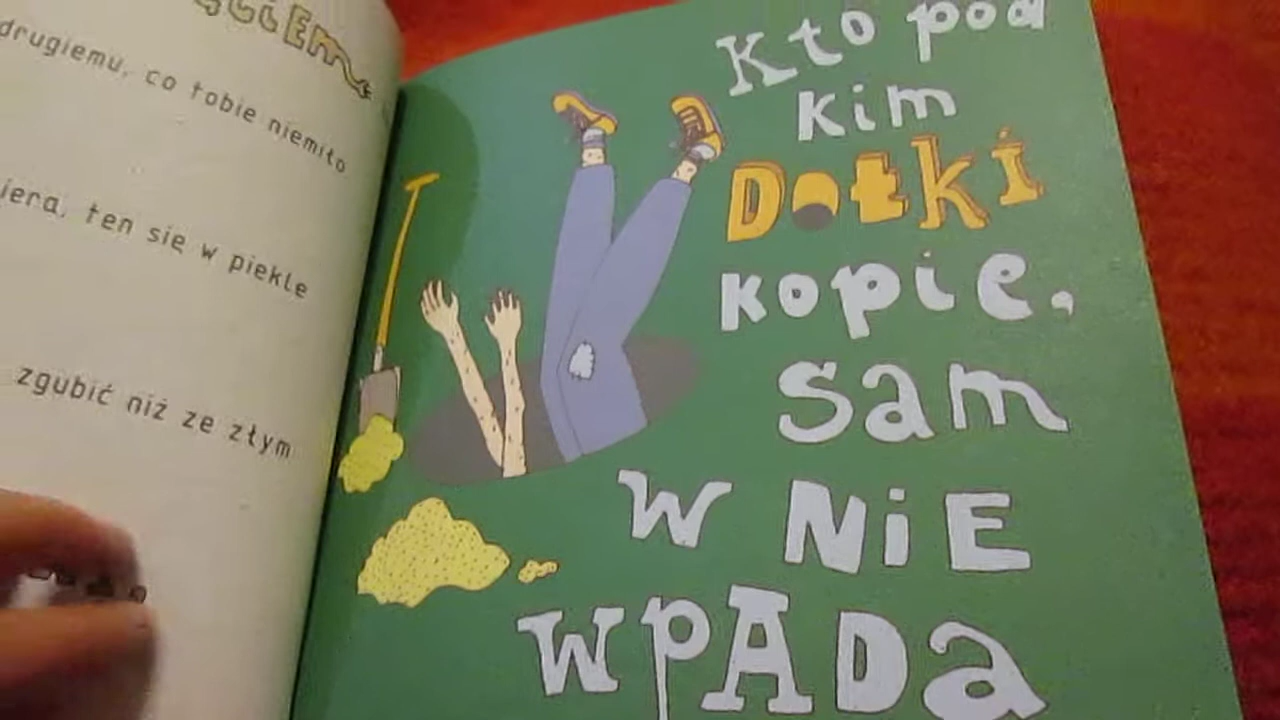 drugiemu, co tobie niemiło
ten się w piekle
zgubić niż ze złym
Kto pod
kim
Dołki
kopie,
sam
w NiE
WpADa